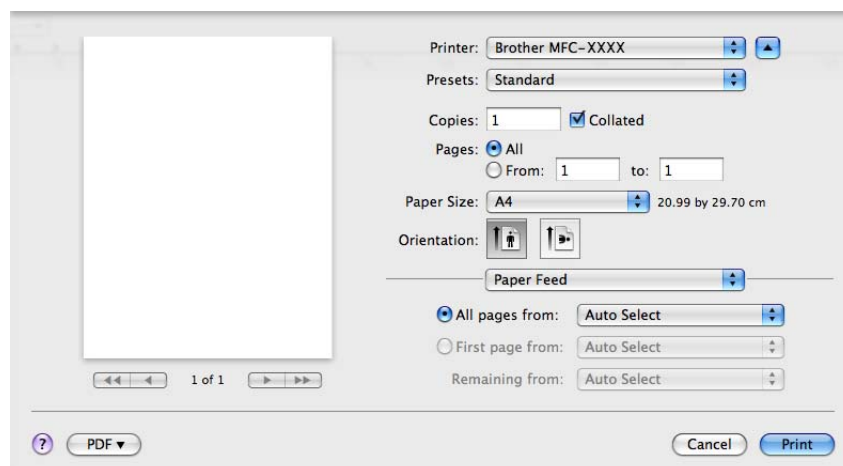 Printer: Brother MFC-XXXX
Presets: Standard
Copies: 1 Collated
Pages: All
From: 1 to: 1
Paper Size: A4 20.99 by 29.70 cm
Orientation:
Paper Feed
All pages from: Auto Select
First page from: Auto Select
Remaining from: Auto Select
1 of 1
? PDF ▼ Cancel Print